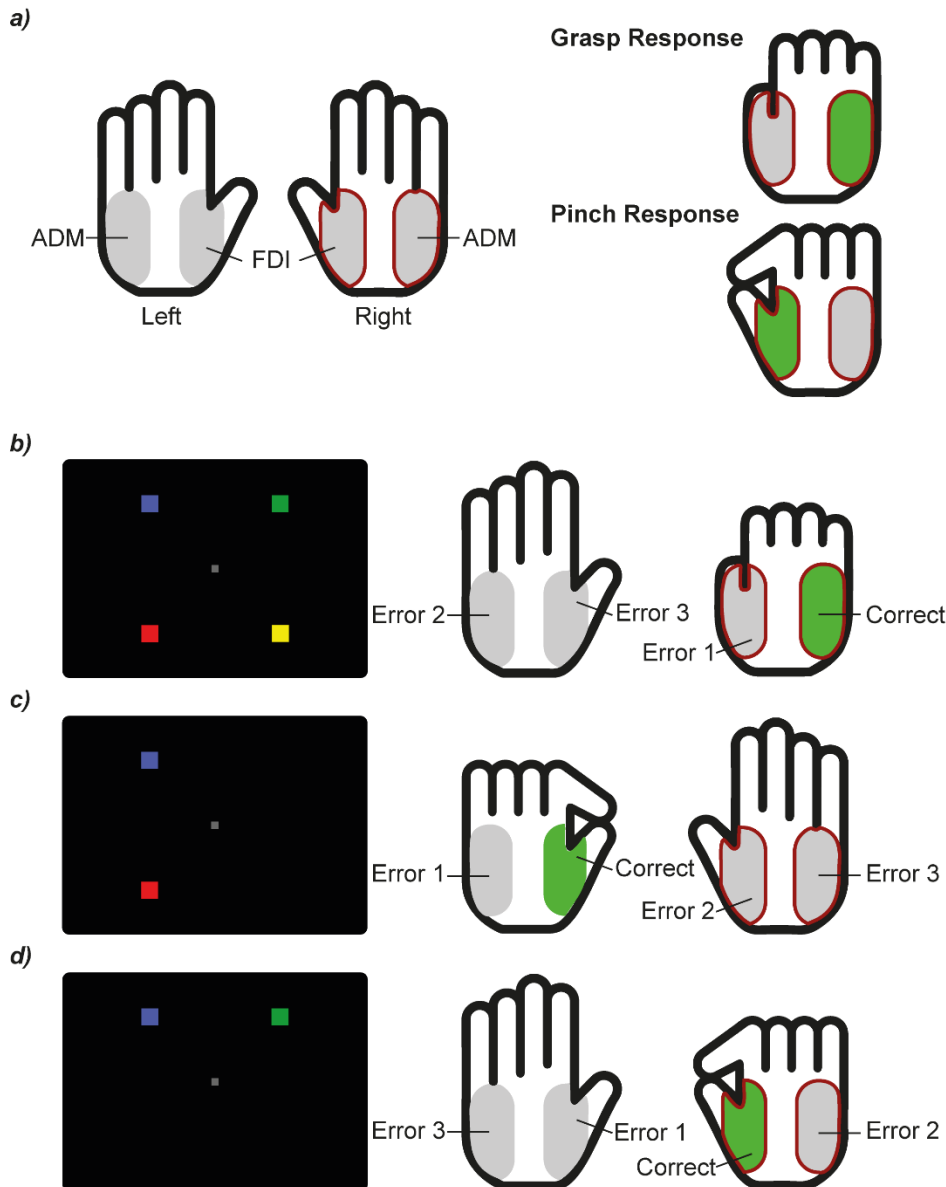 a)
Grasp Response
Pinch Response
ADM
FDI
ADM
Left
Right
b)
Error 2
Error 3
Error 1
Correct
c)
Error 1
Correct
Error 2
Error 3
d)
Error 3
Error 1
Correct
Error 2